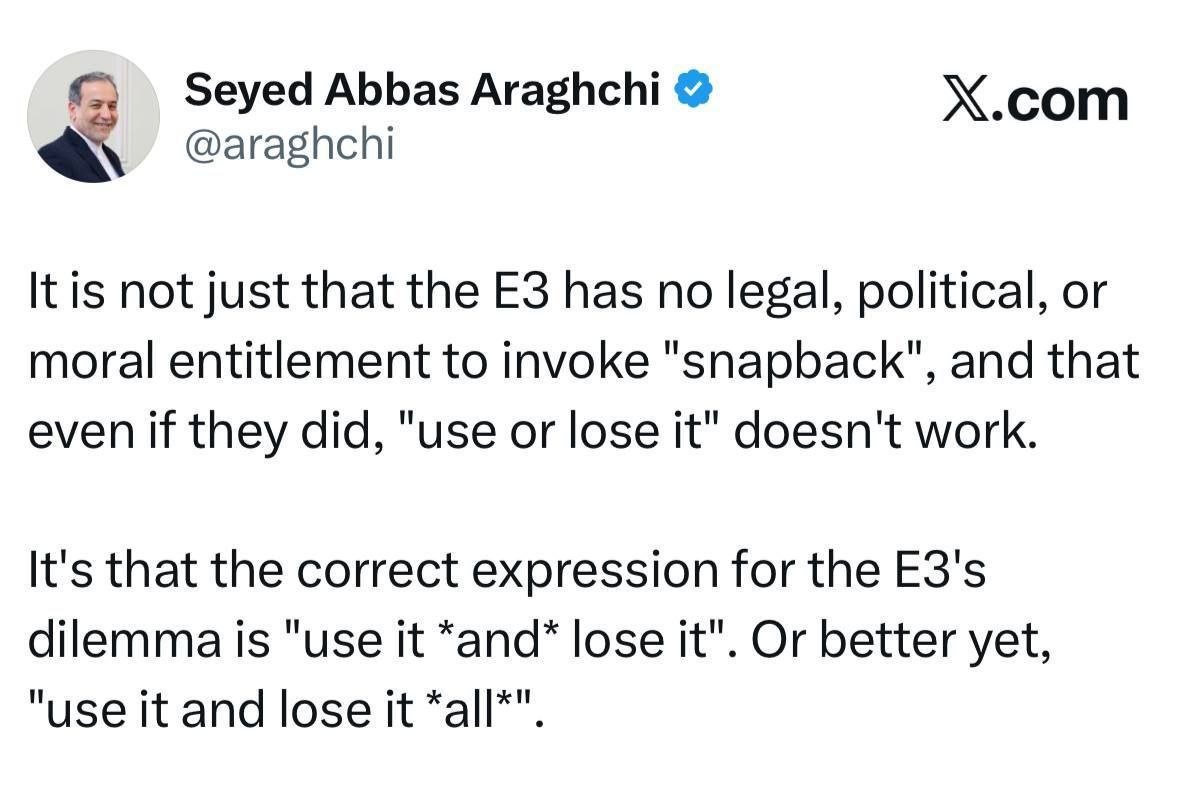 Seyed Abbas Araghchi
@araghchi
X.com
It is not just that the E3 has no legal, political, or
moral entitlement to invoke "snapback", and that
even if they did, "use or lose it" doesn't work.
It's that the correct expression for the E3's
dilemma is "use it *and* lose it". Or better yet,
"use it and lose it *all*".